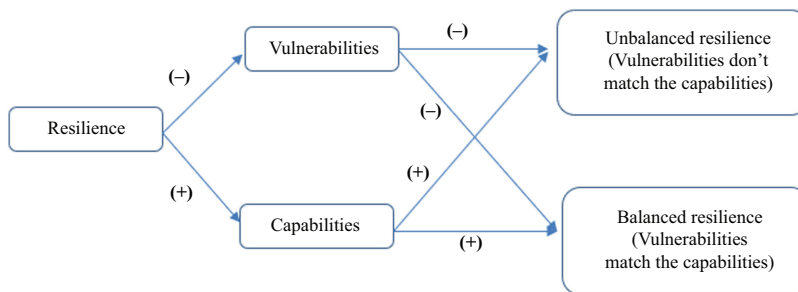 Resilience
(–)
(+)
Vulnerabilities
Capabilities
(–)
(–)
(+)
(+)
Unbalanced resilience
(Vulnerabilities don’t
match the capabilities)
Balanced resilience
(Vulnerabilities
match the capabilities)